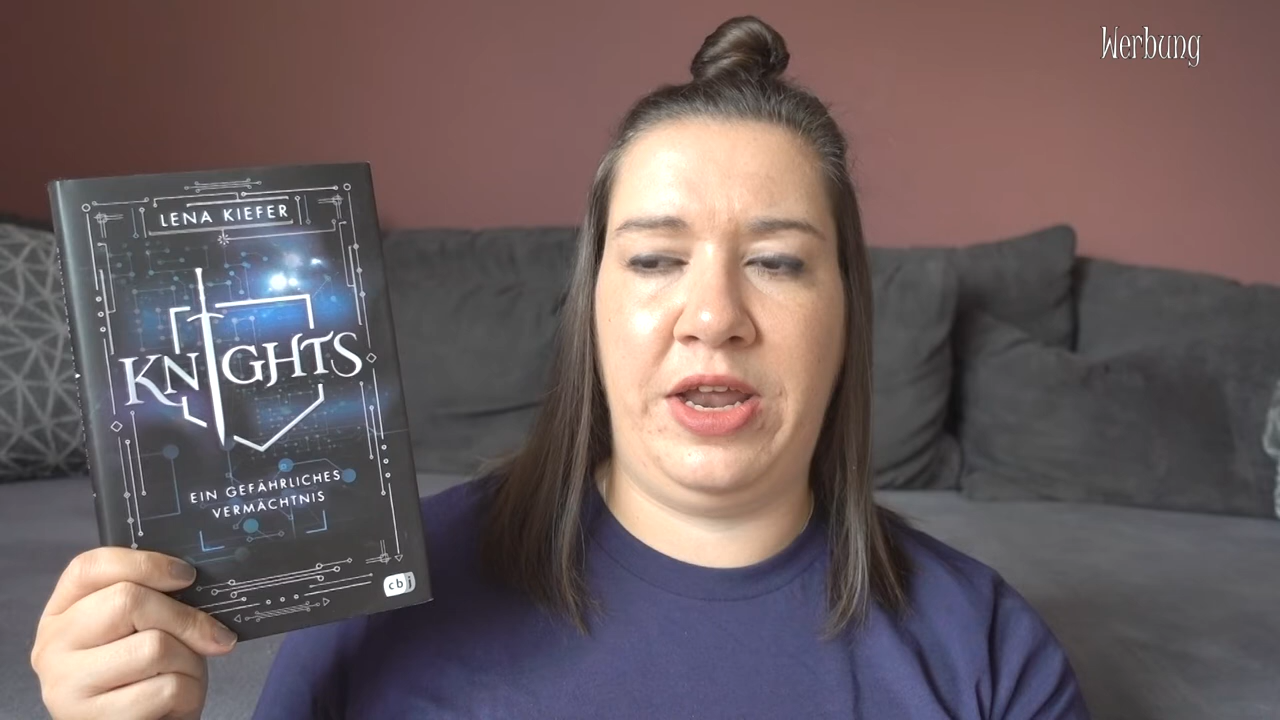 Werbung
LENA KIEFER
KNIGHTS
EIN GEFÄHRLICHES
VERMÄCHTNIS
cbj